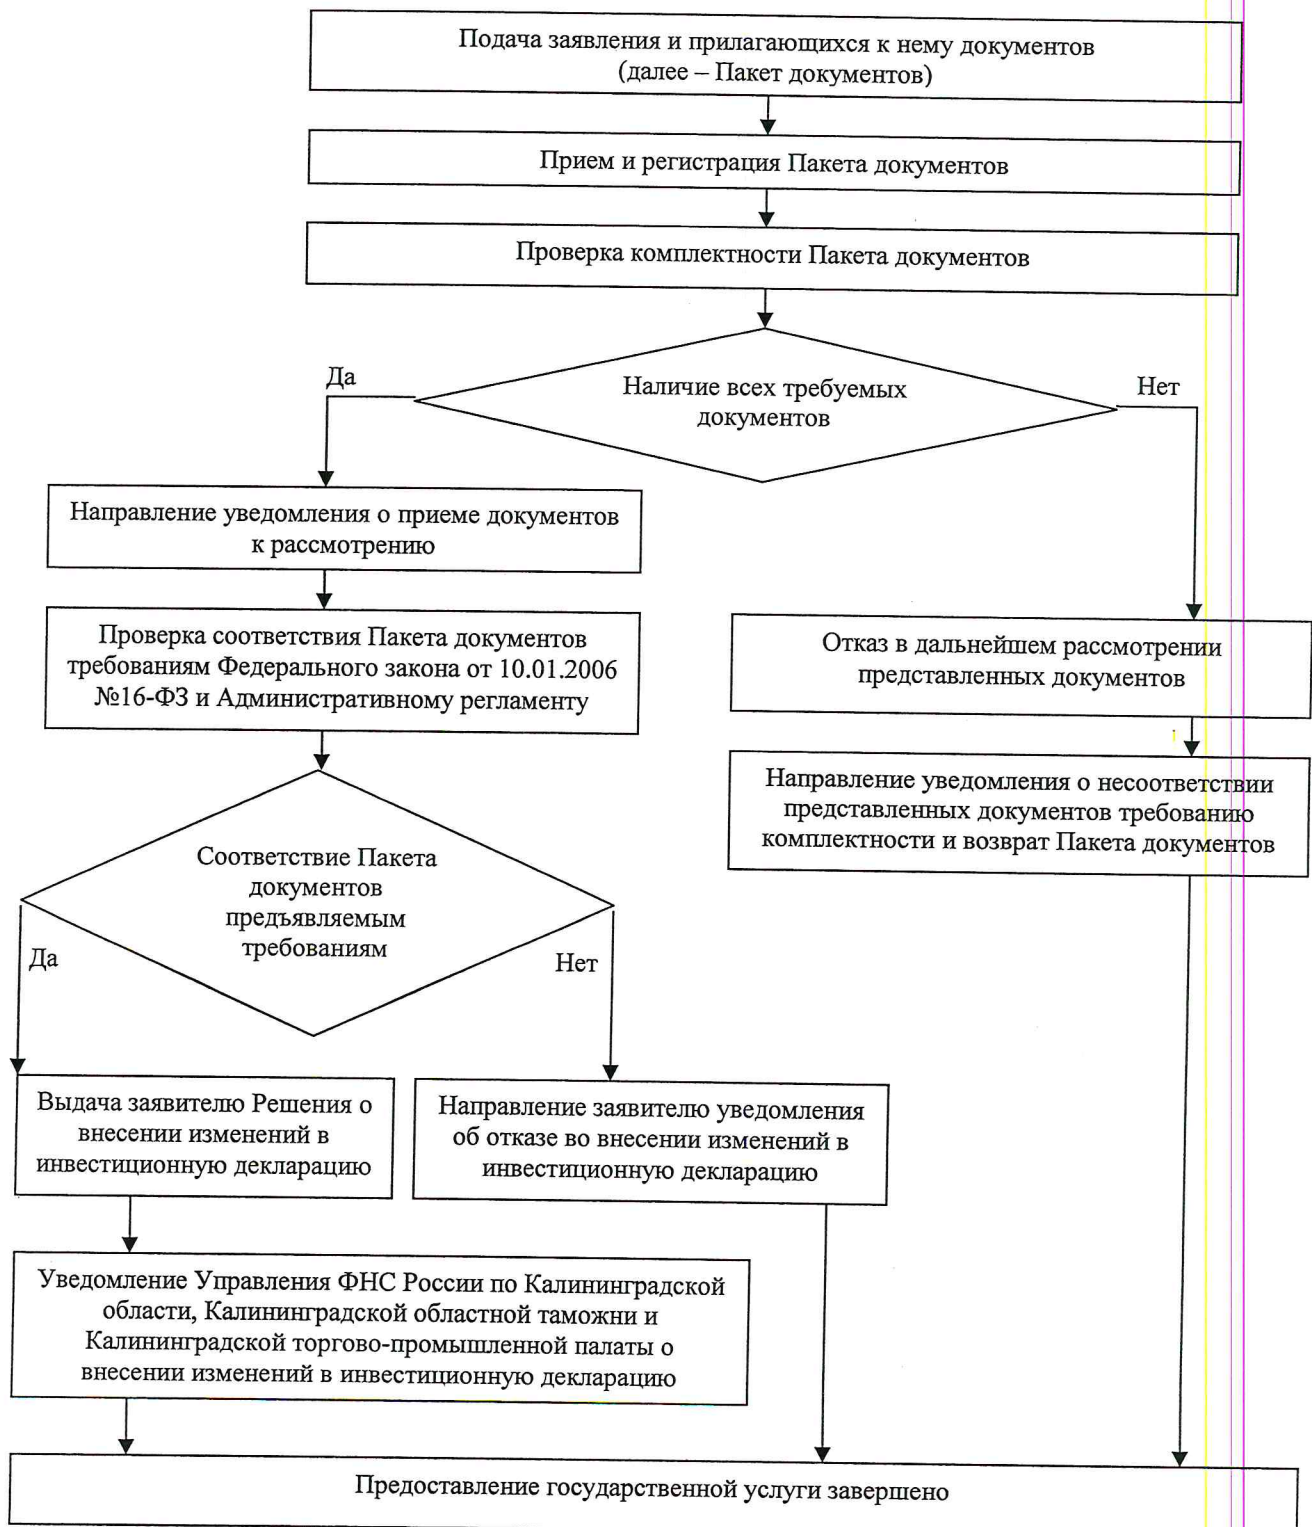 Подача заявления и прилагающихся к нему документов
(далее – Пакет документов)
Прием и регистрация Пакета документов
Проверка комплектности Пакета документов
Наличие всех требуемых
документов
Да
Нет
Направление уведомления о приеме документов
к рассмотрению
Проверка соответствия Пакета документов
требованиям Федерального закона от 10.01.2006
№16-ФЗ и Административному регламенту
Отказ в дальнейшем рассмотрении
представленных документов
Направление уведомления о несоответствии
представленных документов требованию
комплектности и возврат Пакета документов
Соответствие Пакета
документов
предъявляемым
требованиям
Да
Нет
Выдача заявителю Решения о
внесении изменений в
инвестиционную декларацию
Направление заявителю уведомления
об отказе во внесении изменений в
инвестиционную декларацию
Уведомление Управления ФНС России по Калининградской
области, Калининградской областной таможни и
Калининградской торгово-промышленной палаты о
внесении изменений в инвестиционную декларацию
Предоставление государственной услуги завершено